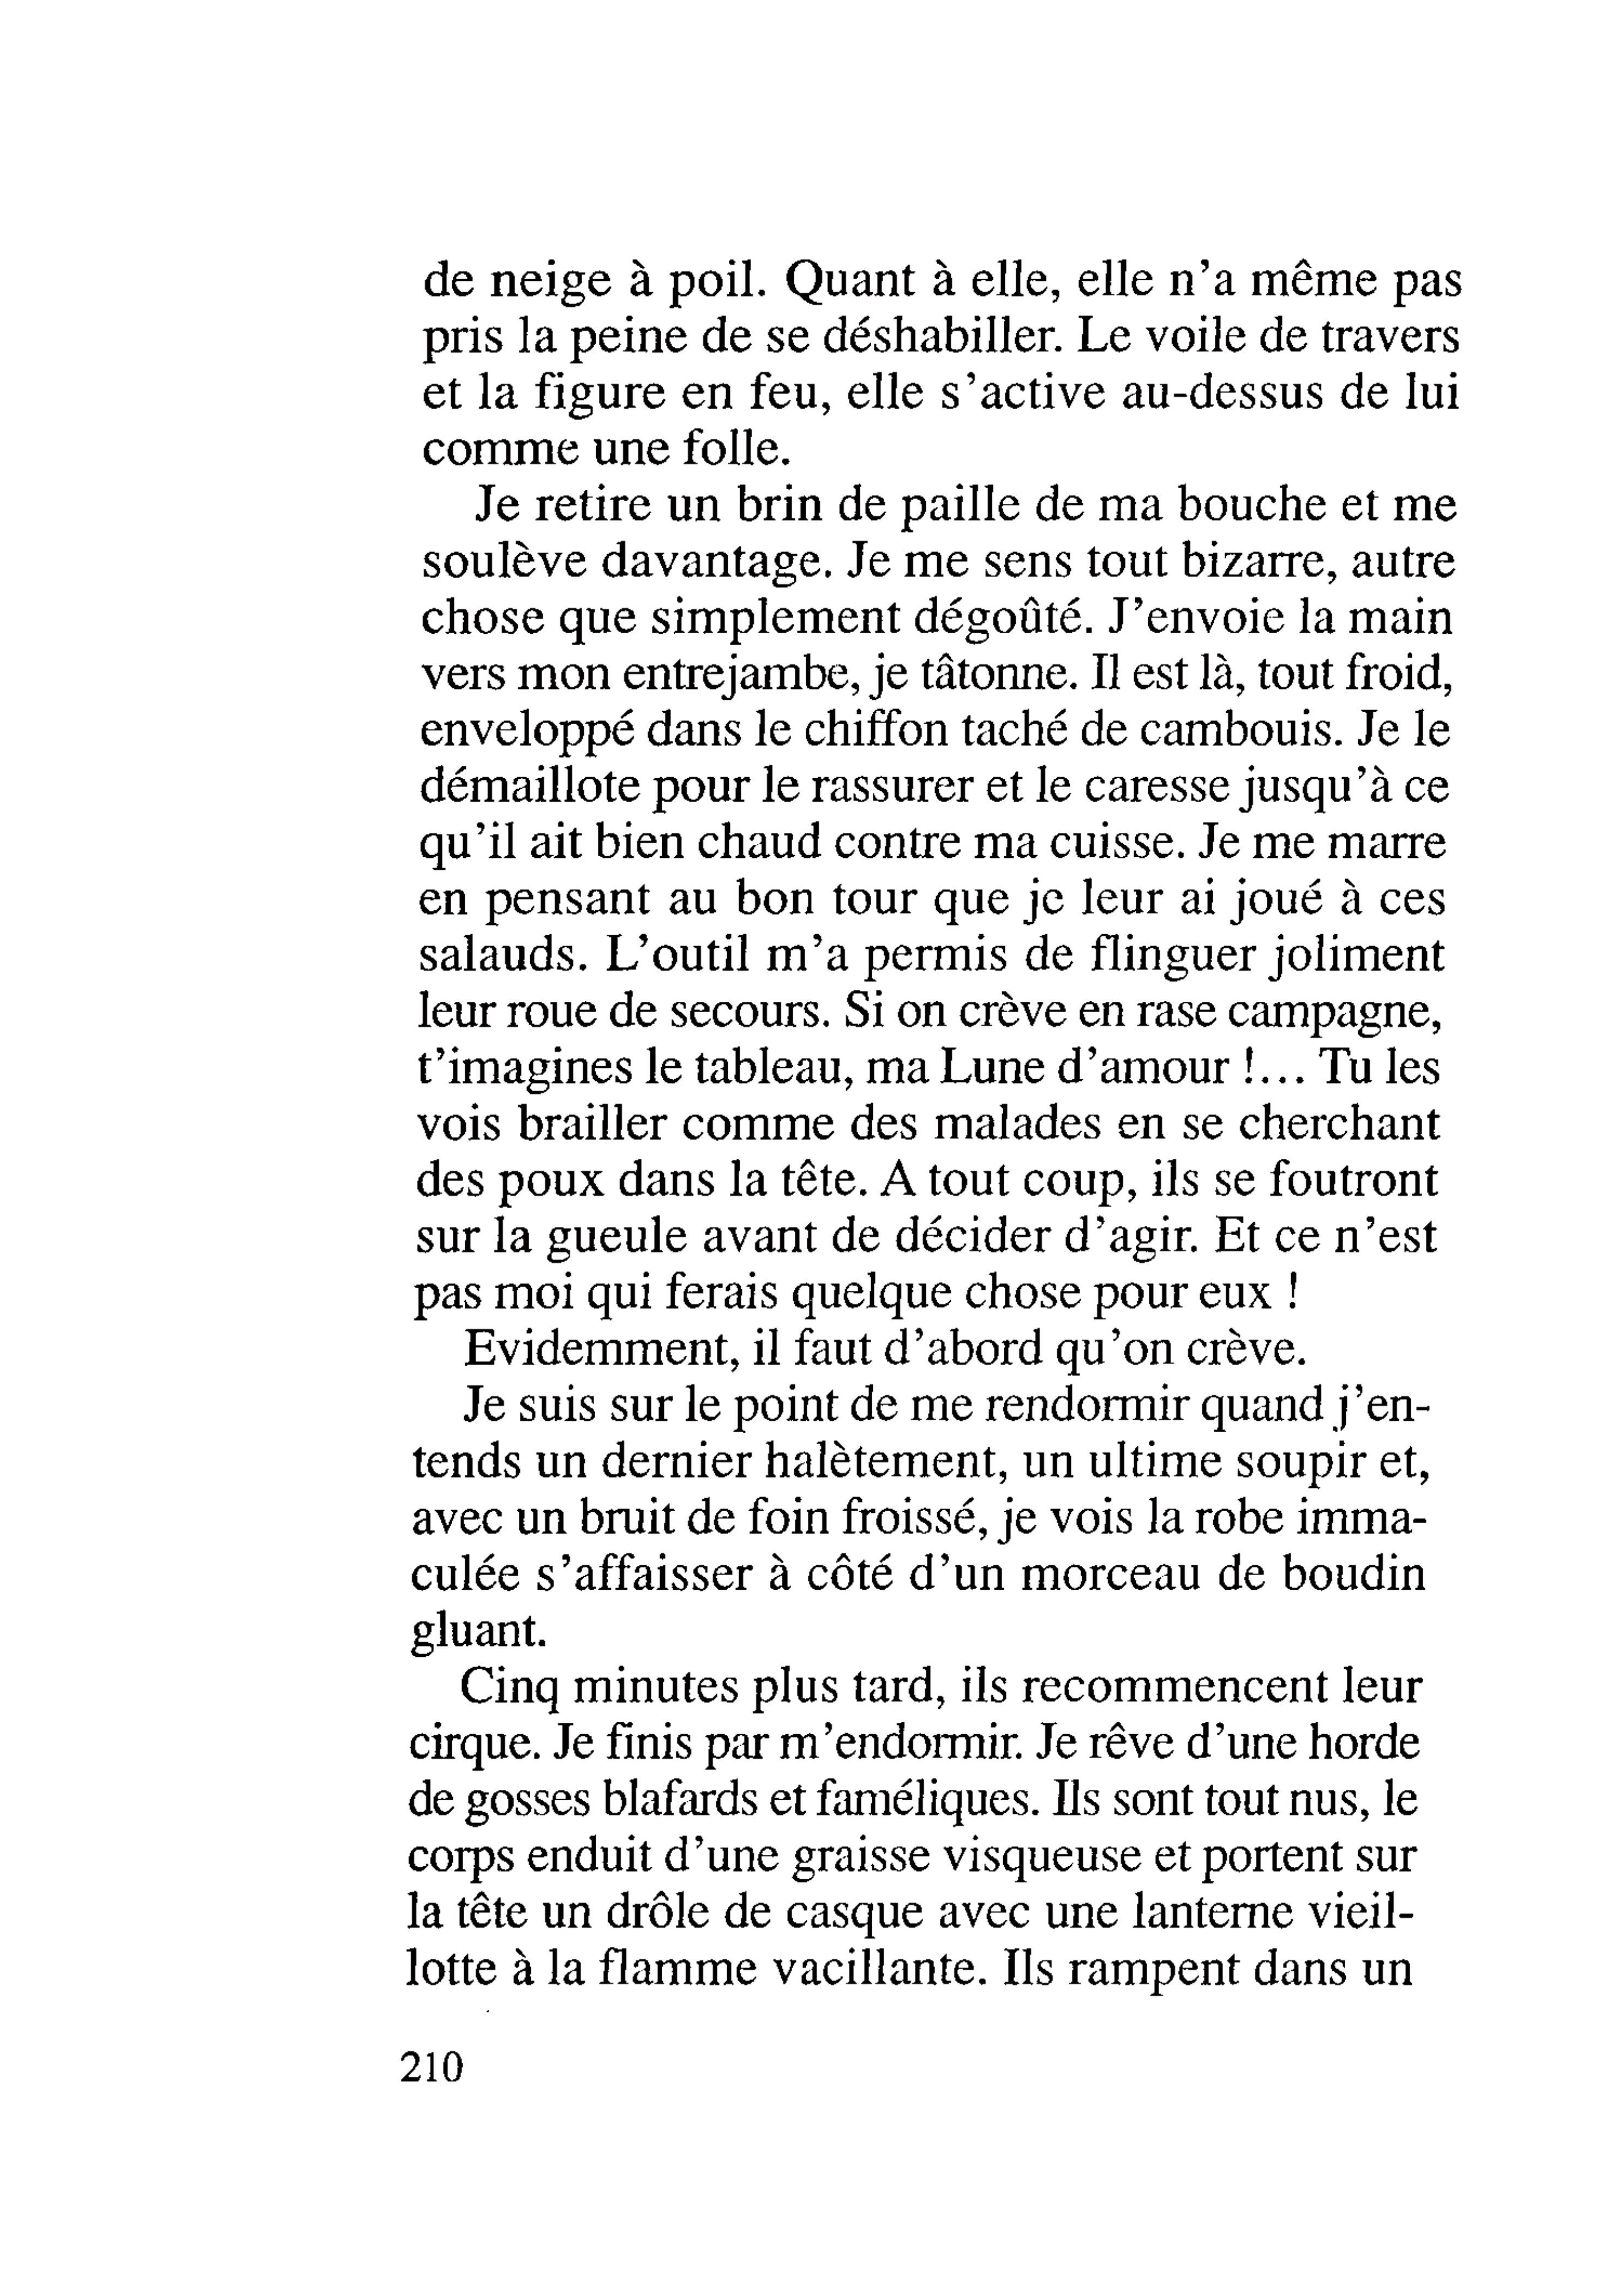 de neige à poil. Quant à elle, elle n'a même pas
pris la peine de se déshabiller. Le voile de travers
et la figure en feu, elle s'active au-dessus de lui
comme une folle.
Je retire un brin de paille de ma bouche et me
soulève davantage. Je me sens tout bizarre, autre
chose que simplement dégoûté. J'envoie la main
vers mon entrejambe, je tâtonne. Il est là, tout froid,
enveloppé dans le chiffon taché de cambouis. Je le
démaillote pour le rassurer et le caresse jusqu'à ce
qu'il ait bien chaud contre ma cuisse. Je me marre
en pensant au bon tour que je leur ai joué à ces
salauds. L'outil m'a permis de flinguer joliment
leur roue de secours. Si on crève en rase campagne,
t'imagines le tableau, ma Lune d'amour !... Tu les
vois brailler comme des malades en se cherchant
des poux dans la tête. A tout coup, ils se foutront
sur la gueule avant de décider d'agir. Et ce n'est
pas moi qui ferais quelque chose pour eux !
Evidemment, il faut d'abord qu'on crève.
Je suis sur le point de me rendormir quand j'en-
tends un dernier halètement, un ultime soupir et,
avec un bruit de foin froissé, je vois la robe imma-
culée s'affaisser à côté d'un morceau de boudin
gluant.
Cinq minutes plus tard, ils recommencent leur
cirque. Je finis par m'endormir. Je rêve d'une horde
de gosses blafards et faméliques. Ils sont tout nus, le
corps enduit d'une graisse visqueuse et portent sur
la tête un drôle de casque avec une lanterne vieil-
lotte à la flamme vacillante. Ils rampent dans un
210